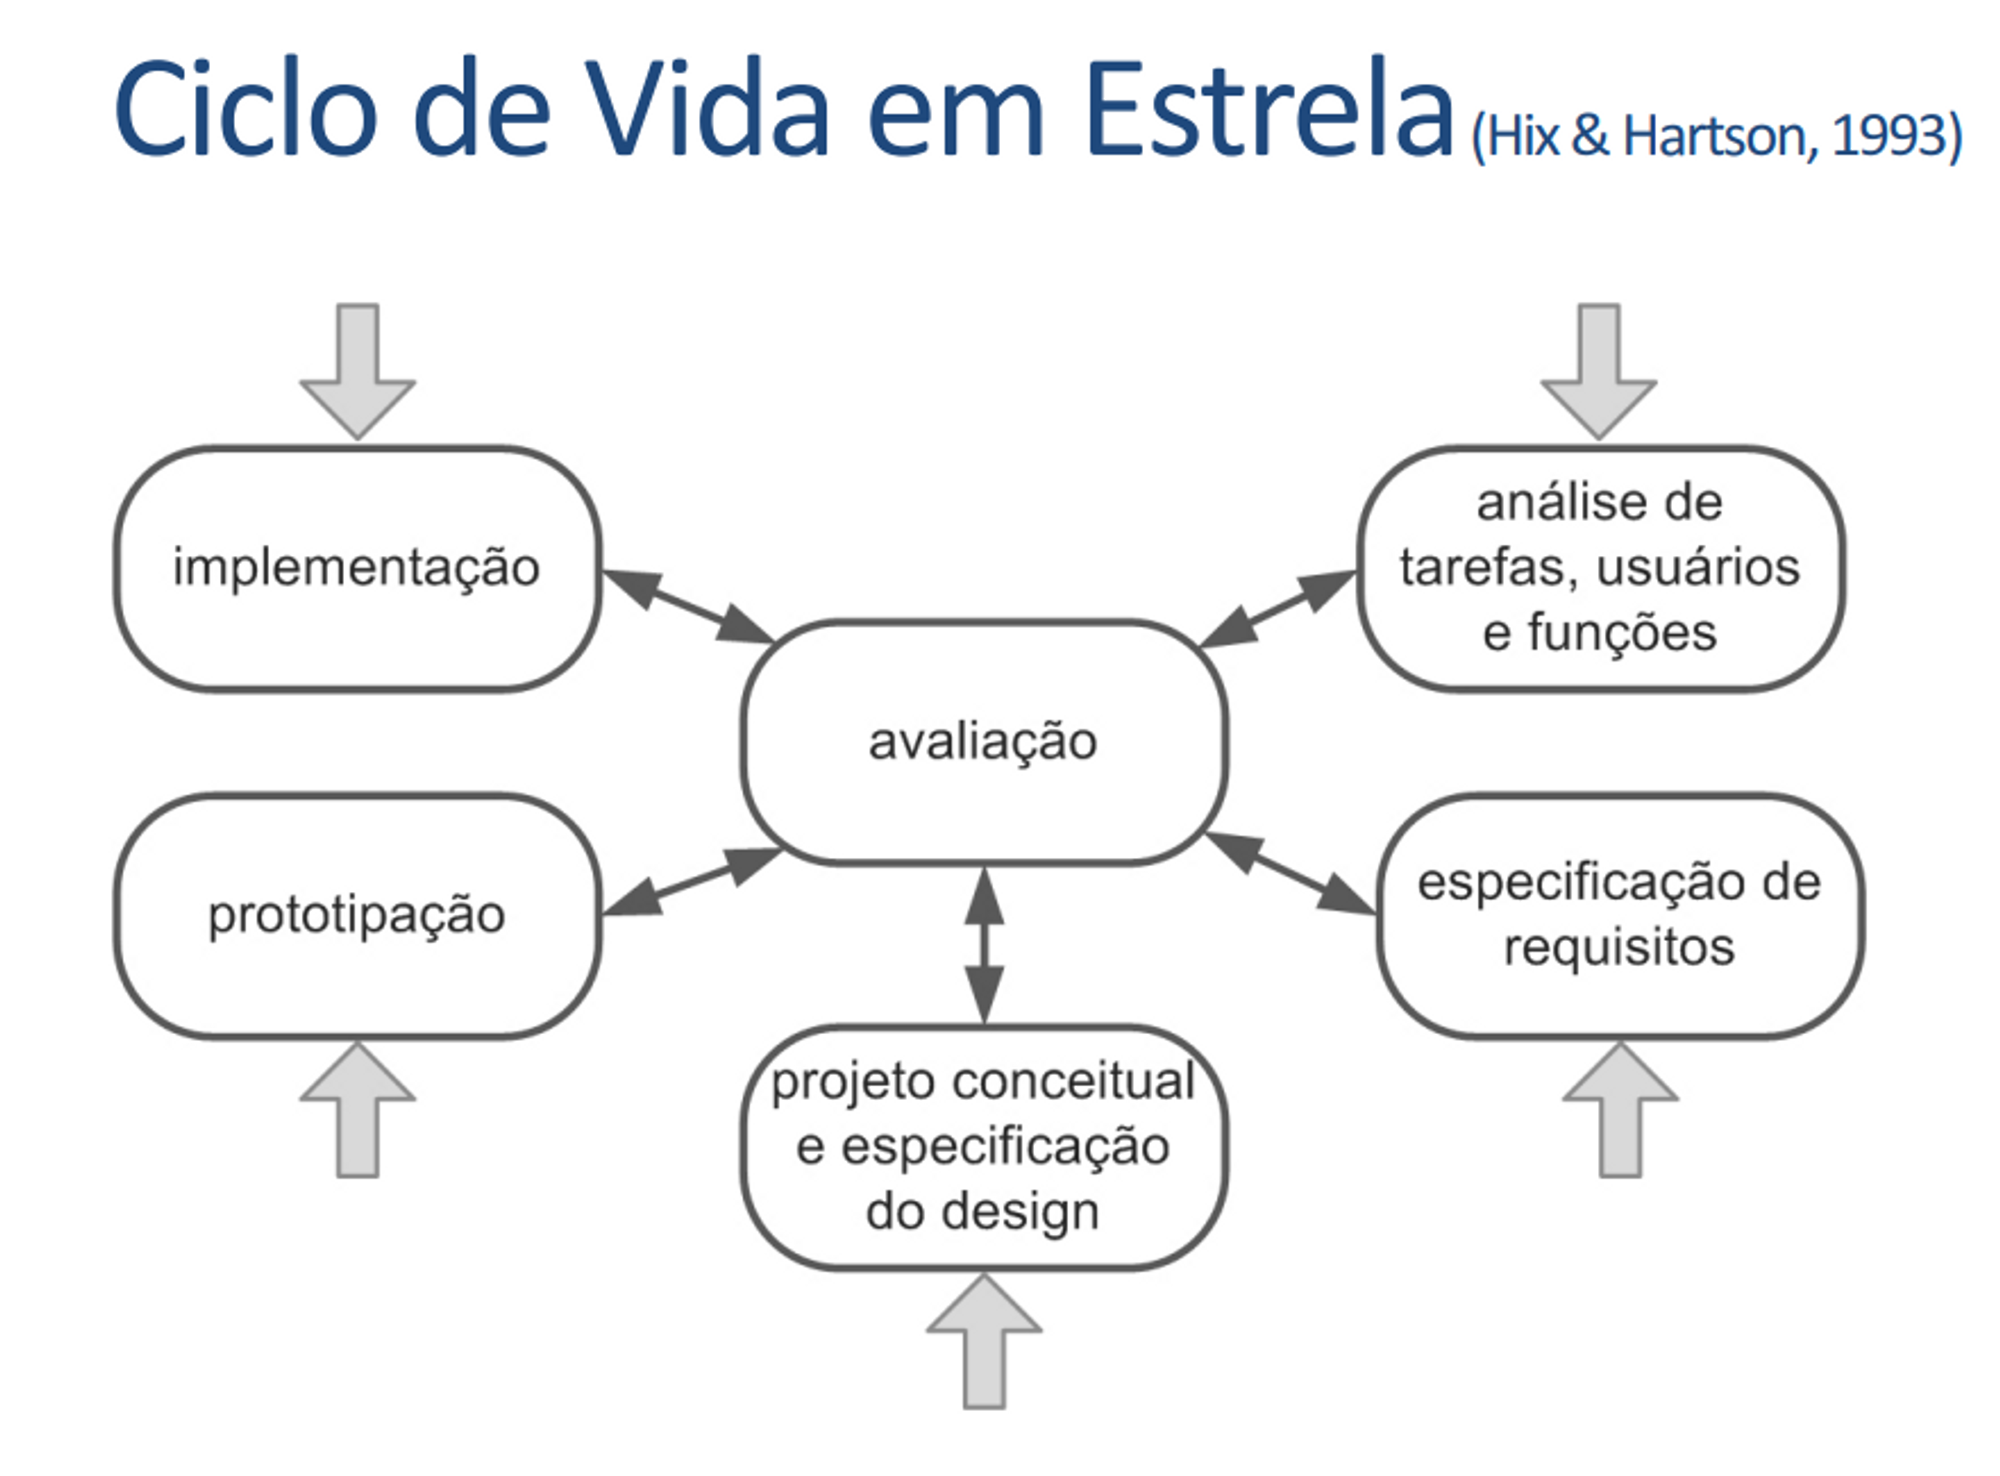 Ciclo de Vida em Estrela (Hix & Hartson, 1993)
implementação
análise de
tarefas, usuários
e funções
avaliação
prototipação
especificação de
requisitos
projeto conceitual
e especificação
do design